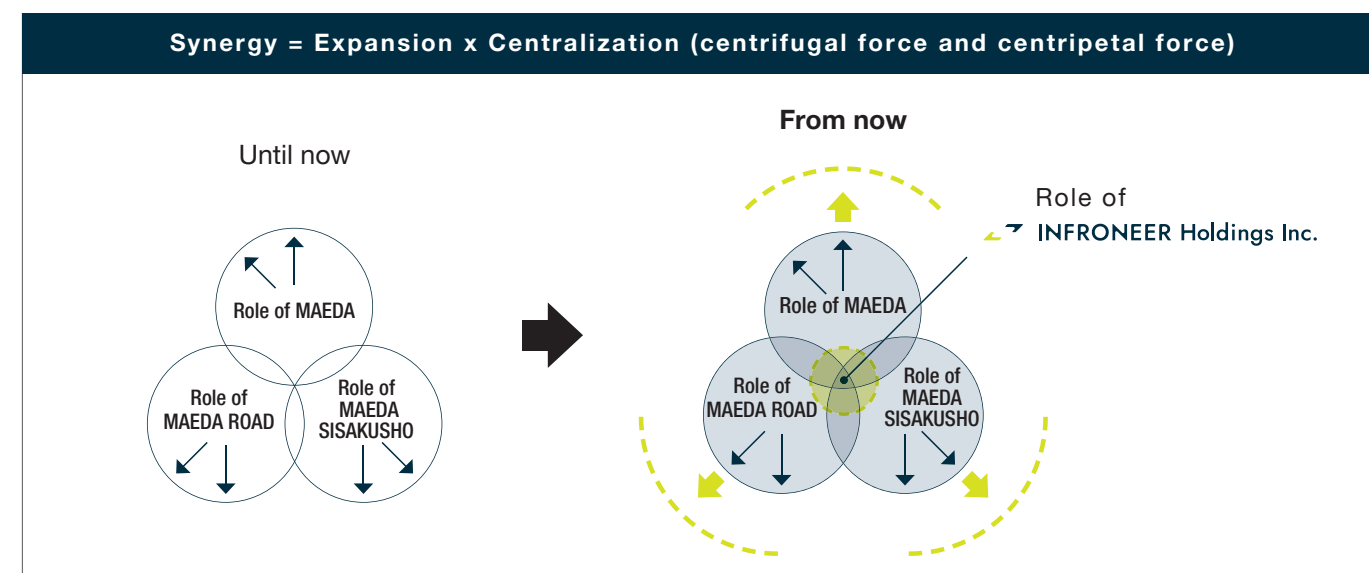 Synergy = Expansion x Centralization (centrifugal force and centripetal force)
Until now
Role of MAEDA
Role of
MAEDA ROAD
Role of
MAEDA
SISAKUSHO
From now
Role of
INFRONEER Holdings Inc.
Role of MAEDA
Role of
MAEDA ROAD
Role of
MAEDA
SISAKUSHO